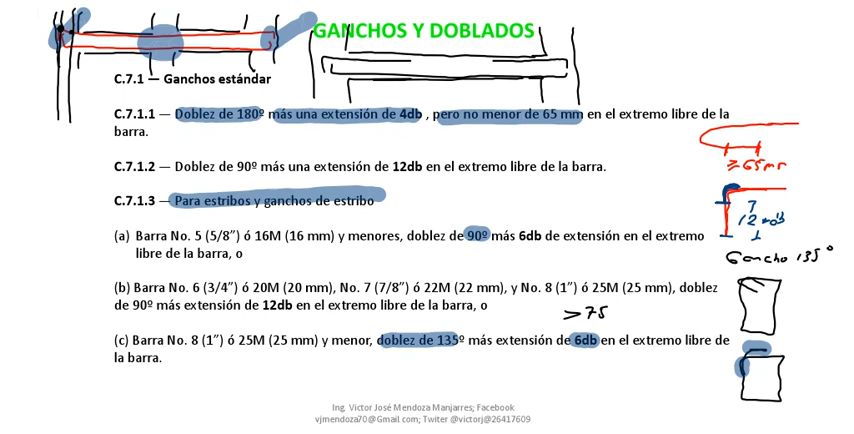 GANCHOS Y DOBLADOS
C.7.1 — Ganchos estándar
C.7.1.1 — Doblez de 180º más una extensión de 4db , pero no menor de 65 mm en el extremo libre de la
barra.
≥65mm
C.7.1.2 — Doblez de 90º más una extensión de 12db en el extremo libre de la barra.
C.7.1.3 — Para estribos y ganchos de estribo
12db
(a) Barra No. 5 (5/8”) ó 16M (16 mm) y menores, doblez de 90º más 6db de extensión en el extremo
libre de la barra, o
Gancho 135°
(b) Barra No. 6 (3/4”) ó 20M (20 mm), No. 7 (7/8”) ó 22M (22 mm), y No. 8 (1”) ó 25M (25 mm), doblez
de 90º más extensión de 12db en el extremo libre de la barra, o
>75
(c) Barra No. 8 (1”) ó 25M (25 mm) y menor, doblez de 135º más extensión de 6db en el extremo libre de
la barra.
Ing. Victor José Mendoza Manjarres; Facebook
vjmendoza70@Gmail com; Twiter @victorj@26417609